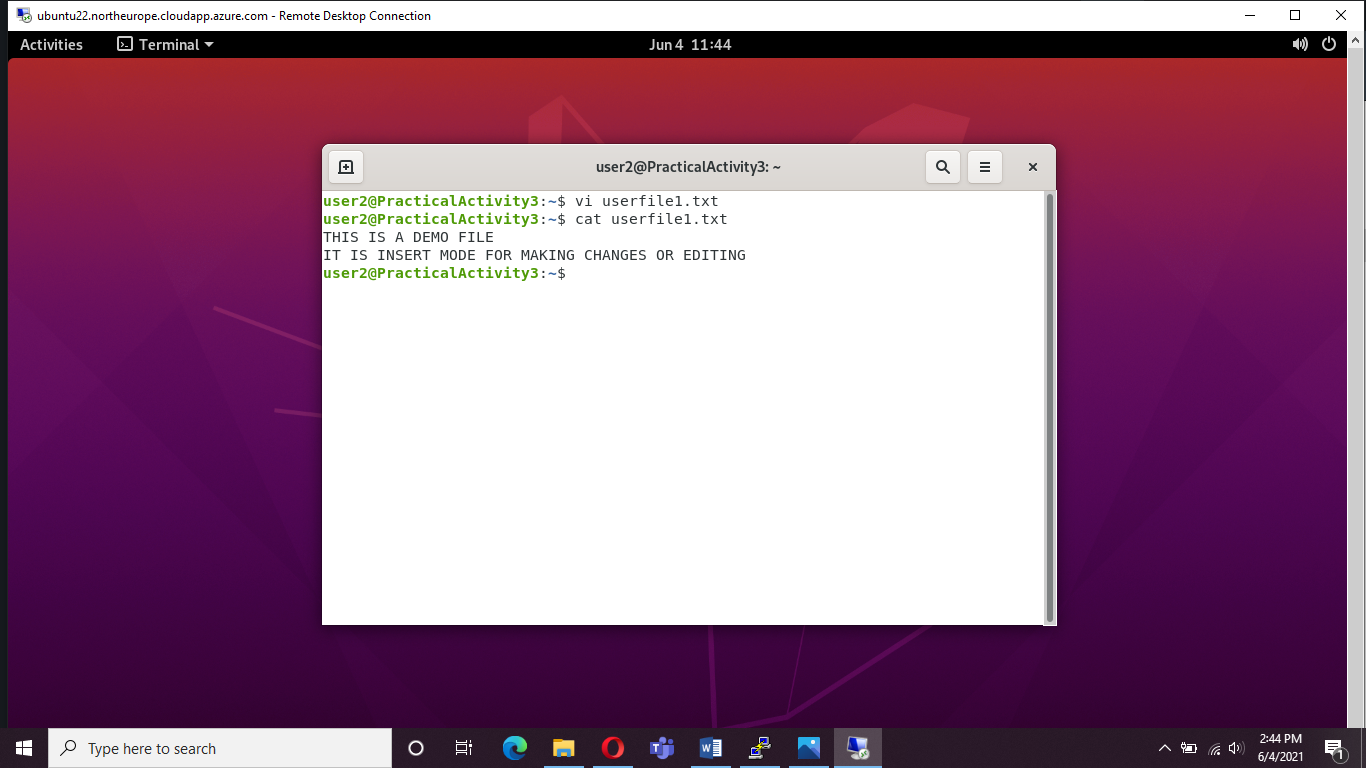 ubuntu22.northeurope.cloudapp.azure.com - Remote Desktop Connection
Activities
Terminal
Jun 4 11:44
user2@PracticalActivity3: ~
user2@PracticalActivity3:~$ vi userfile1.txt
user2@PracticalActivity3:~$ cat userfile1.txt
THIS IS A DEMO FILE
IT IS INSERT MODE FOR MAKING CHANGES OR EDITING
user2@PracticalActivity3:~$
Type here to search
2:44 PM
6/4/2021
1